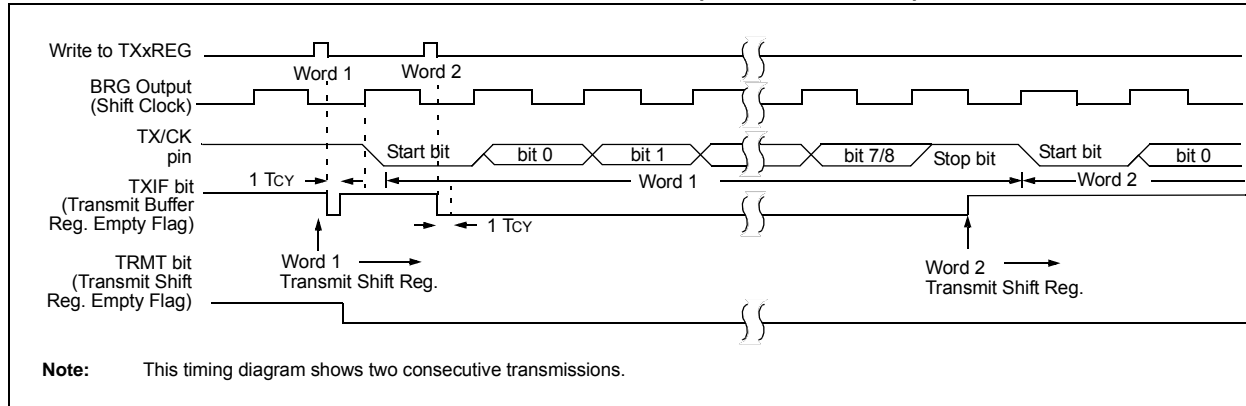 Write to TXxREG
Word 1
Word 2
BRG Output
(Shift Clock)
TX/CK
pin
Start bit
bit 0
bit 1
bit 7/8
Stop bit
Start bit
bit 0
1 TCY
Word 1
Word 2
TXIF bit
(Transmit Buffer
Reg. Empty Flag)
1 TCY
Word 1
Transmit Shift Reg.
Word 2
Transmit Shift Reg.
TRMT bit
(Transmit Shift
Reg. Empty Flag)
Note: This timing diagram shows two consecutive transmissions.